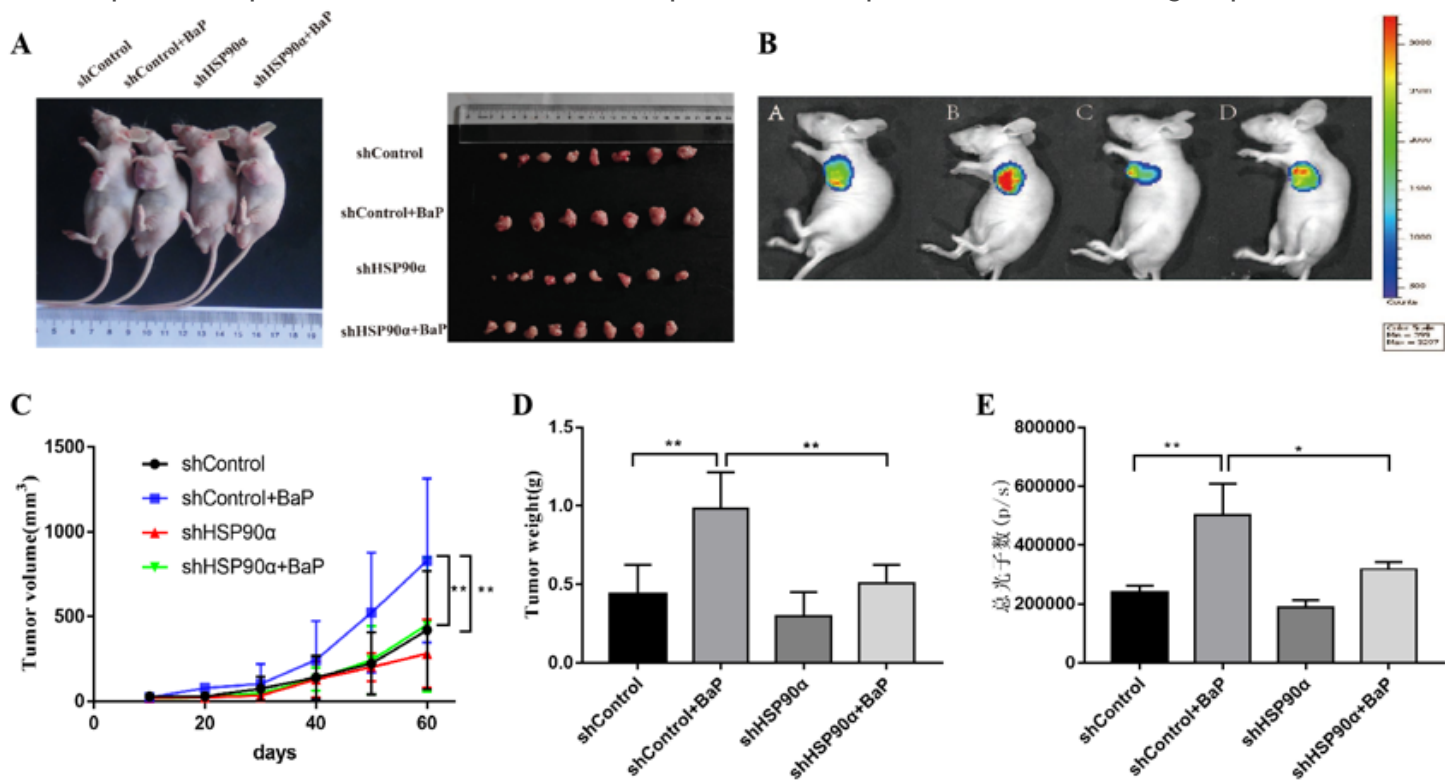 A
shControl
shControl+BaP
shHSP90α
shHSP90α+BaP
shControl
shControl+BaP
shHSP90α
shHSP90α+BaP
B
A
B
C
D
Counts
Color Scale
C
Tumor volume(mm³)
1500
1000
500
0
shControl
shControl+BaP
shHSP90α
shHSP90α+BaP
** **
0 20 40 60
days
D
Tumor weight(g)
1.5
1.0
0.5
0.0
** **
shControl
shControl+BaP
shHSP90α
shHSP90α+BaP
E
总光子数(p/s)
800000
600000
400000
200000
0
** *
shControl
shControl+BaP
shHSP90α
shHSP90α+BaP